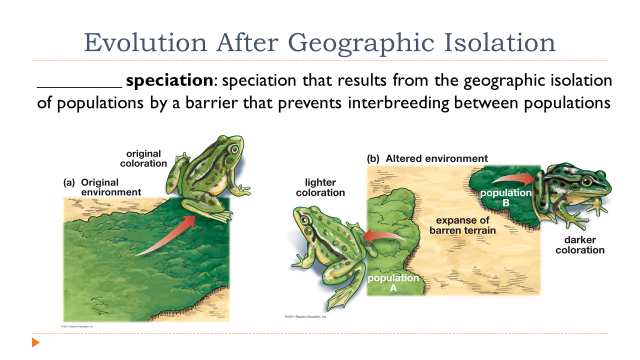 Evolution After Geographic Isolation
_________ speciation: speciation that results from the geographic isolation
of populations by a barrier that prevents interbreeding between populations
original
coloration
(a) Original
environment
(b) Altered environment
lighter
coloration
population
B
expanse of
barren terrain
darker
coloration
population
A